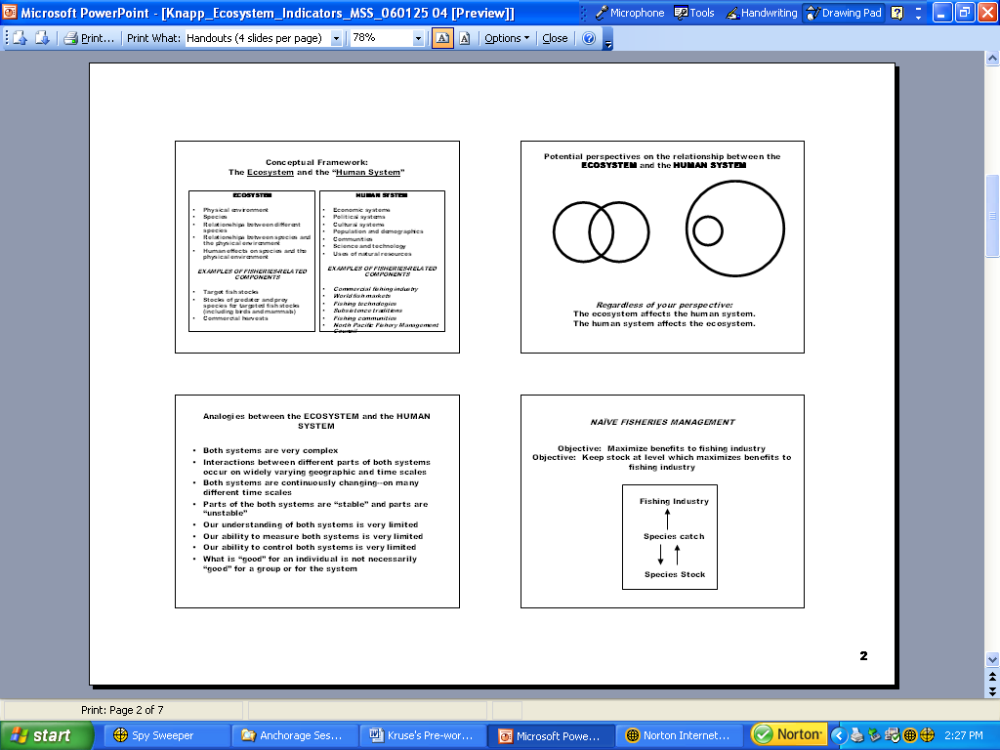 Microsoft PowerPoint - [Knapp_Ecosystem_Indicators_MSS_060125 04 [Preview]]
Microphone Tools Handwriting Drawing Pad
Print... Print What: Handouts (4 slides per page) 78% Options Close
Conceptual Framework:
The Ecosystem and the “Human System”
ECOSYSTEM
• Physical environment
• Species
• Relationships between different
species
• Relationships between species and
the physical environment
• Human effects on species and the
physical environment
EXAMPLES OF FISHERIES-RELATED
COMPONENTS
• Target fish stocks
• Stocks of predator and prey
species for targeted fish stocks
(including birds and mammals)
• Commercial harvests
HUMAN SYSTEM
• Economic systems
• Political systems
• Cultural systems
• Population and demographics
• Communities
• Science and technology
• Uses of natural resources
EXAMPLES OF FISHERIES-RELATED
COMPONENTS
• Commercial fishing industry
• World fish markets
• Fishing technologies
• Subsistence traditions
• Fishing communities
• North Pacific Fishery Management
Council
Potential perspectives on the relationship between the
ECOSYSTEM and the HUMAN SYSTEM
Regardless of your perspective:
The ecosystem affects the human system.
The human system affects the ecosystem.
Analogies between the ECOSYSTEM and the HUMAN
SYSTEM
• Both systems are very complex
• Interactions between different parts of both systems
occur on widely varying geographic and time scales
• Both systems are continuously changing--on many
different time scales
• Parts of the both systems are “stable” and parts are
“unstable”
• Our understanding of both systems is very limited
• Our ability to measure both systems is very limited
• Our ability to control both systems is very limited
• What is “good” for an individual is not necessarily
“good” for a group or for the system
NAÏVE FISHERIES MANAGEMENT
Objective: Maximize benefits to fishing industry
Objective: Keep stock at level which maximizes benefits to
fishing industry
Fishing Industry
Species catch
Species Stock
2
Print: Page 2 of 7
start Spy Sweeper Anchorage Ses... Kruse's Pre-wor... Microsoft Powe... Norton Internet... Norton 2:27 PM